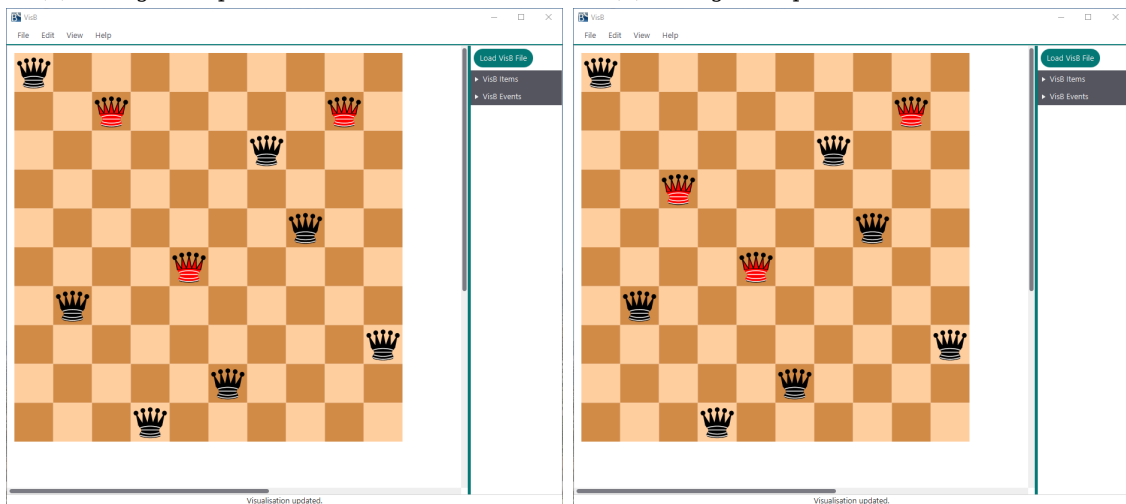 VisB
File Edit View Help
Load VisB File
VisB Items
VisB Events
Visualisation updated.
VisB
File Edit View Help
Load VisB File
VisB Items
VisB Events
Visualisation updated.